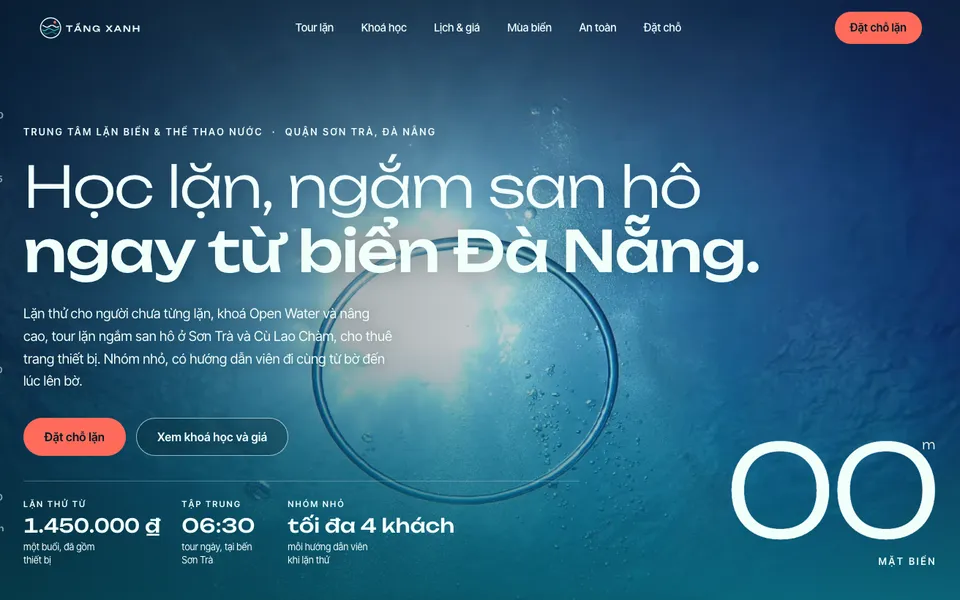 TẦNG XANH
Tour lặn
Khoá học
Lịch & giá
Mùa biển
An toàn
Đặt chỗ
Đặt chỗ lặn
TRUNG TÂM LẶN BIỂN & THỂ THAO NƯỚC · QUẬN SƠN TRÀ, ĐÀ NẴNG
Học lặn, ngắm san hô
ngay từ biển Đà Nẵng.
Lặn thử cho người chưa từng lặn, khoá Open Water và nâng
cao, tour lặn ngắm san hô ở Sơn Trà và Cù Lao Chàm, cho thuê
trang thiết bị. Nhóm nhỏ, có hướng dẫn viên đi cùng từ bờ đến
lúc lên bờ.
Đặt chỗ lặn
Xem khoá học và giá
LẶN THỬ TỪ
1.450.000 ₫
một buổi, đã gồm
thiết bị
TẬP TRUNG
06:30
tour ngày, tại bến
Sơn Trà
NHÓM NHỎ
tối đa 4 khách
mỗi hướng dẫn viên
khi lặn thử
00 m
MẶT BIỂN